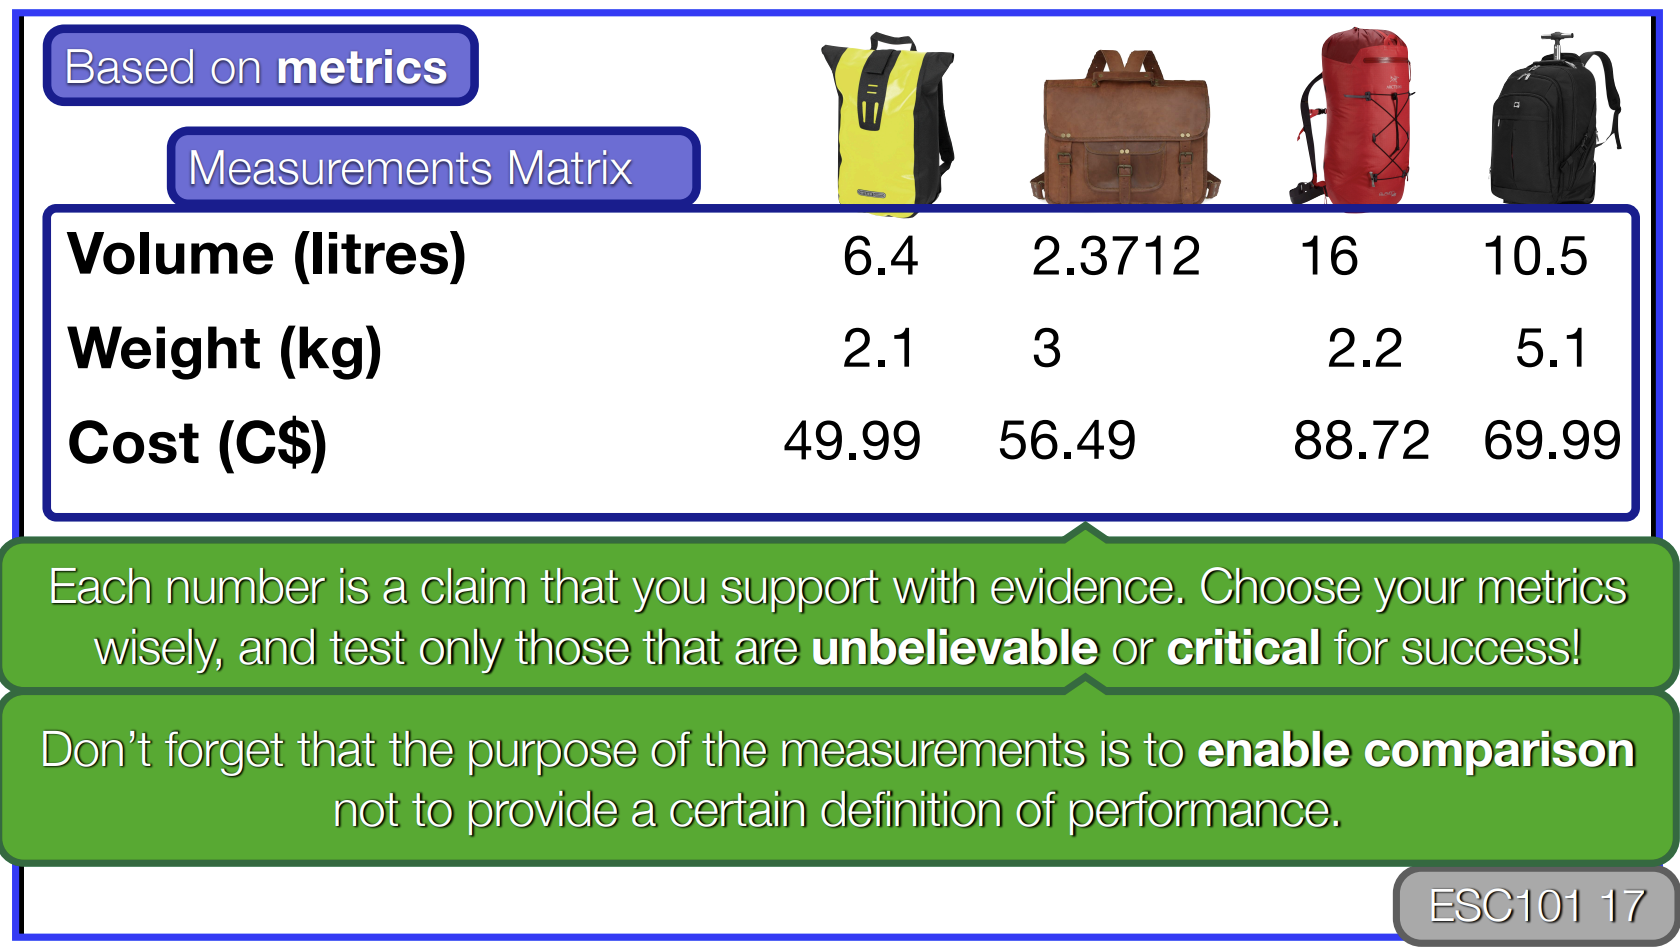 Based on metrics
Measurements Matrix
Volume (litres) 6.4 2.3712 16 10.5
Weight (kg) 2.1 3 2.2 5.1
Cost (C$) 49.99 56.49 88.72 69.99
Each number is a claim that you support with evidence. Choose your metrics
wisely, and test only those that are unbelievable or critical for success!
Don’t forget that the purpose of the measurements is to enable comparison
not to provide a certain definition of performance.
ESC101 17